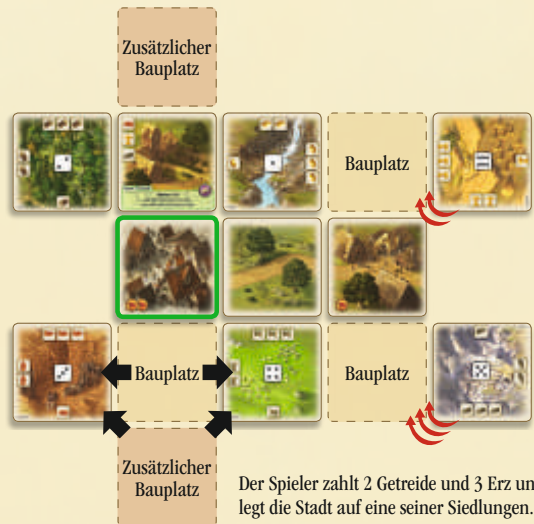 Zusätzlicher
Bauplatz
Bauplatz
Bauplatz
Bauplatz
Zusätzlicher
Bauplatz
Der Spieler zahlt 2 Getreide und 3 Erz un
legt die Stadt auf eine seiner Siedlungen.